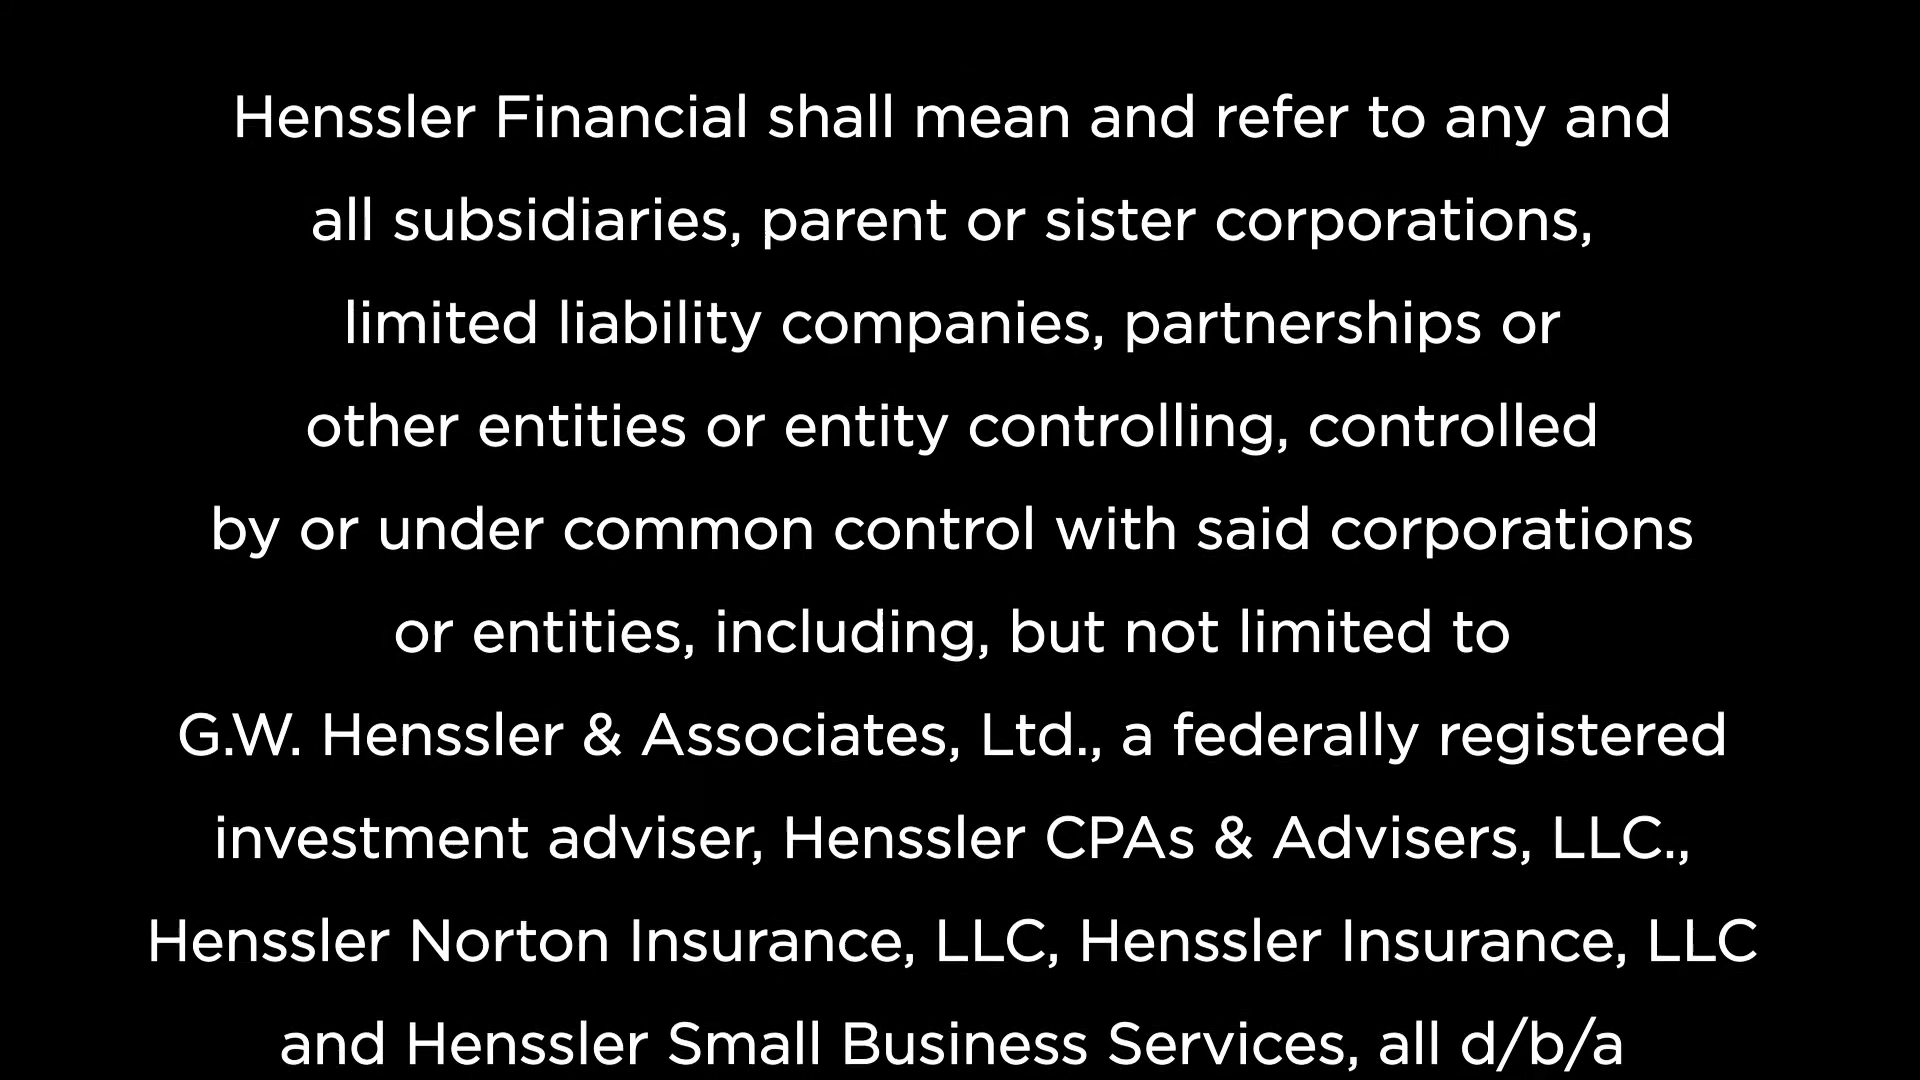 Henssler Financial shall mean and refer to any and
all subsidiaries, parent or sister corporations,
limited liability companies, partnerships or
other entities or entity controlling, controlled
by or under common control with said corporations
or entities, including, but not limited to
G.W. Henssler & Associates, Ltd., a federally registered
investment adviser, Henssler CPAs & Advisers, LLC.,
Henssler Norton Insurance, LLC, Henssler Insurance, LLC
and Henssler Small Business Services, all d/b/a